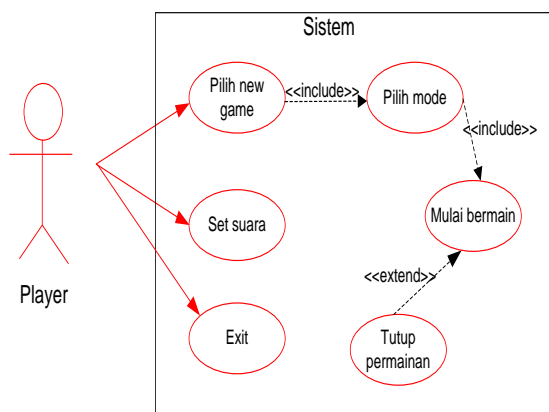 Sistem
Pilih new
game
<<include>>
Pilih mode
<<include>>
Set suara
Mulai bermain
<<extend>>
Player
Exit
Tutup
permainan